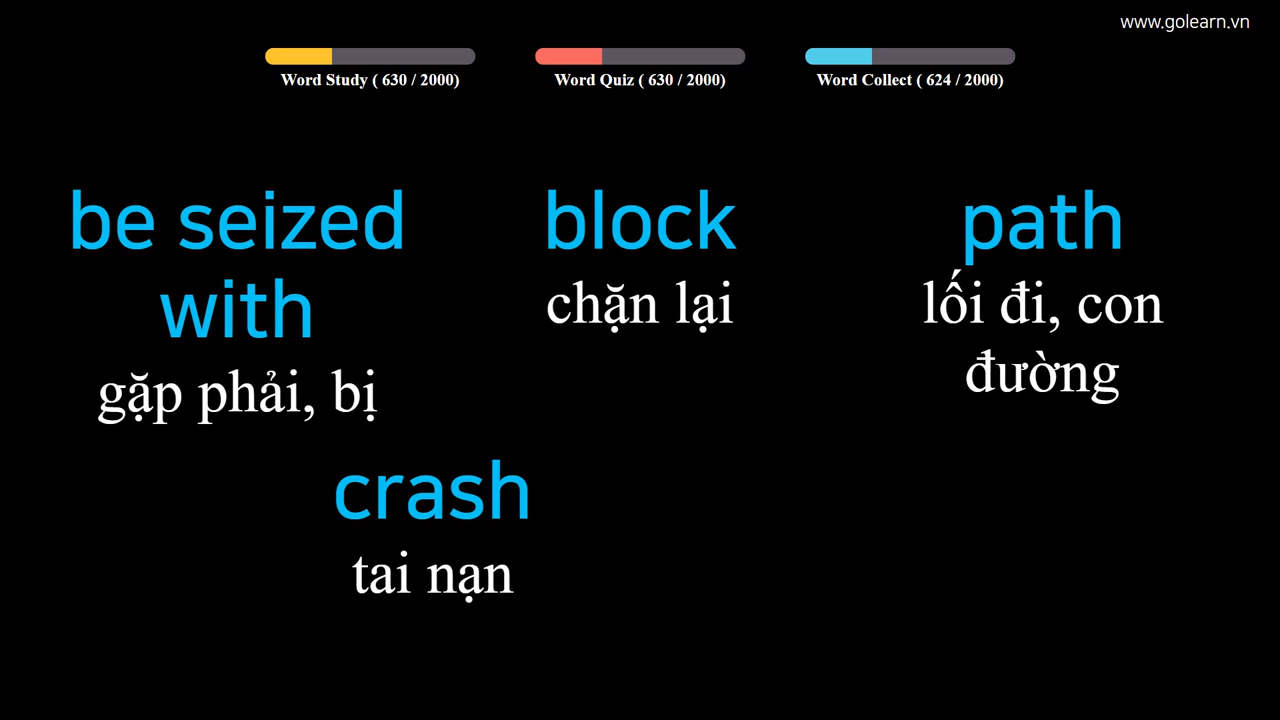 www.golearn.vn
Word Study ( 630 / 2000)
Word Quiz ( 630 / 2000)
Word Collect ( 624 / 2000)
be seized
with
gặp phải, bị
block
chặn lại
path
lối đi, con
đường
crash
tai nạn